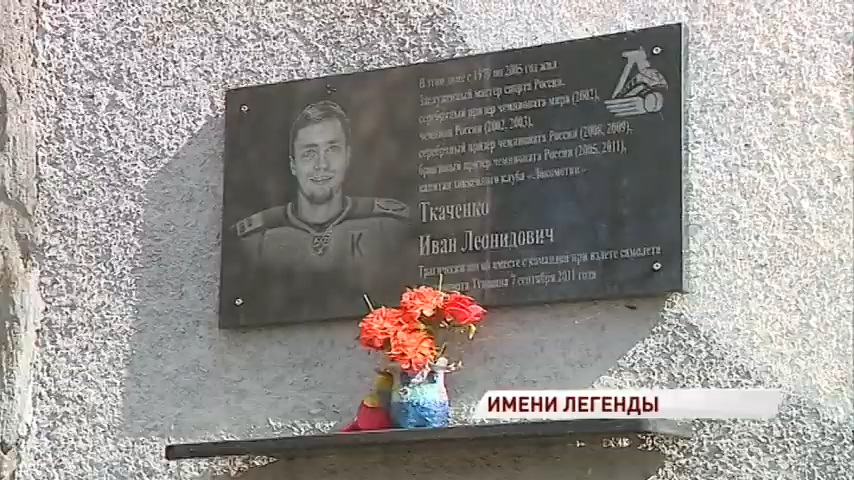 В этом доме с 1979 по 2005 год жил
Заслуженный мастер спорта России,
серебряный призер чемпионата мира (2002),
чемпион России (2002, 2003),
серебряный призер чемпионата России (2008, 2009),
бронзовый призер чемпионата России (2005, 2011),
капитан хоккейного клуба «Локомотив»
Ткаченко
Иван Леонидович
Трагически погиб вместе с командой при взлете самолета
Туношна 7 сентября 2011 года
К
ИМЕНИ ЛЕГЕНДЫ